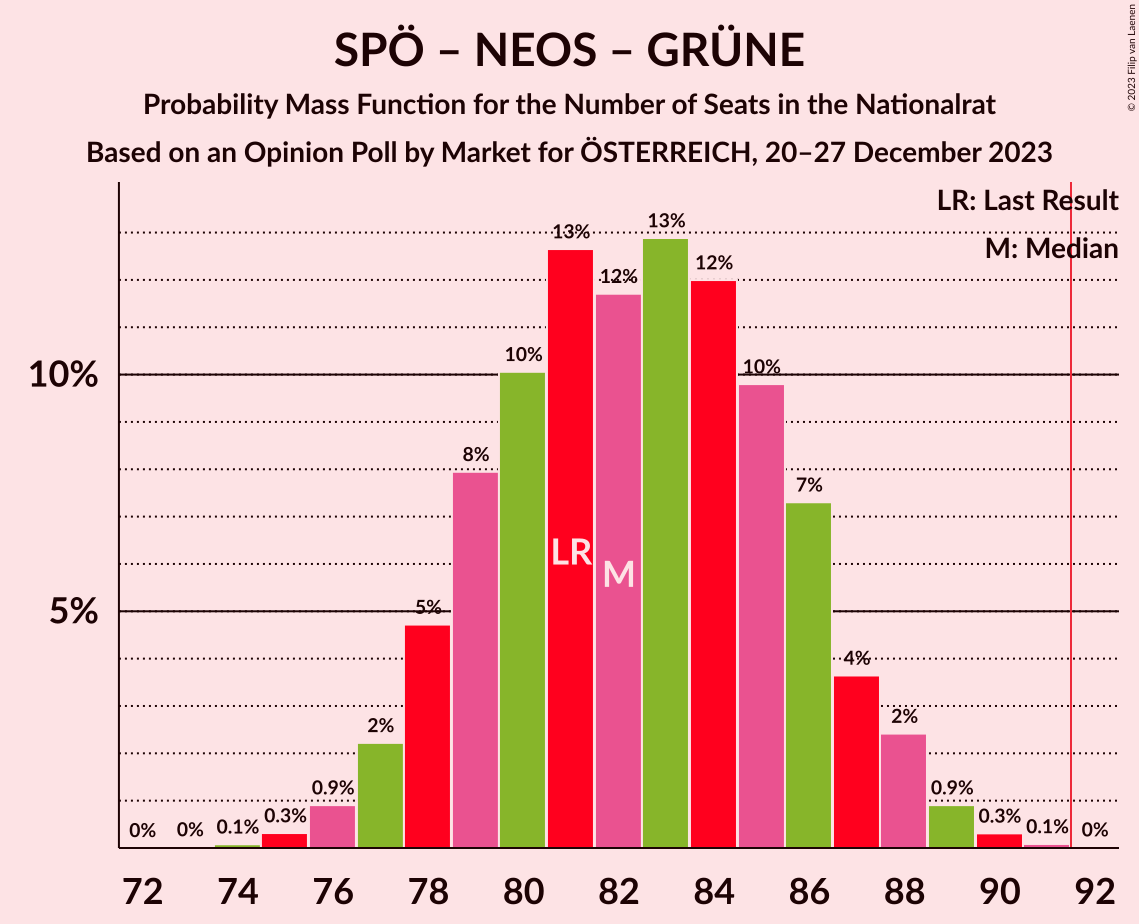 SPÖ – NEOS – GRÜNE
Probability Mass Function for the Number of Seats in the Nationalrat
Based on an Opinion Poll by Market for ÖSTERREICH, 20–27 December 2023
© 2023 Filip van Laenen
LR: Last Result
M: Median
10%
5%
0%
0%
0.1%
0.3%
0.9%
2%
5%
8%
10%
13%
12%
13%
12%
10%
7%
4%
2%
0.9%
0.3%
0.1%
0%
LR
M
72 74 76 78 80 82 84 86 88 90 92